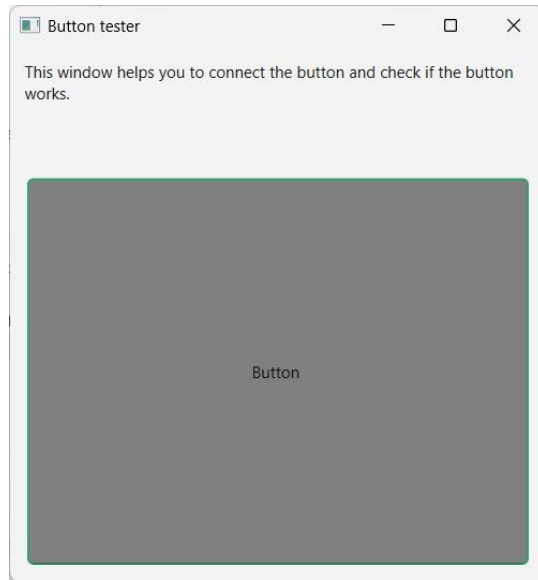 Button tester
This window helps you to connect the button and check if the button
works.
Button